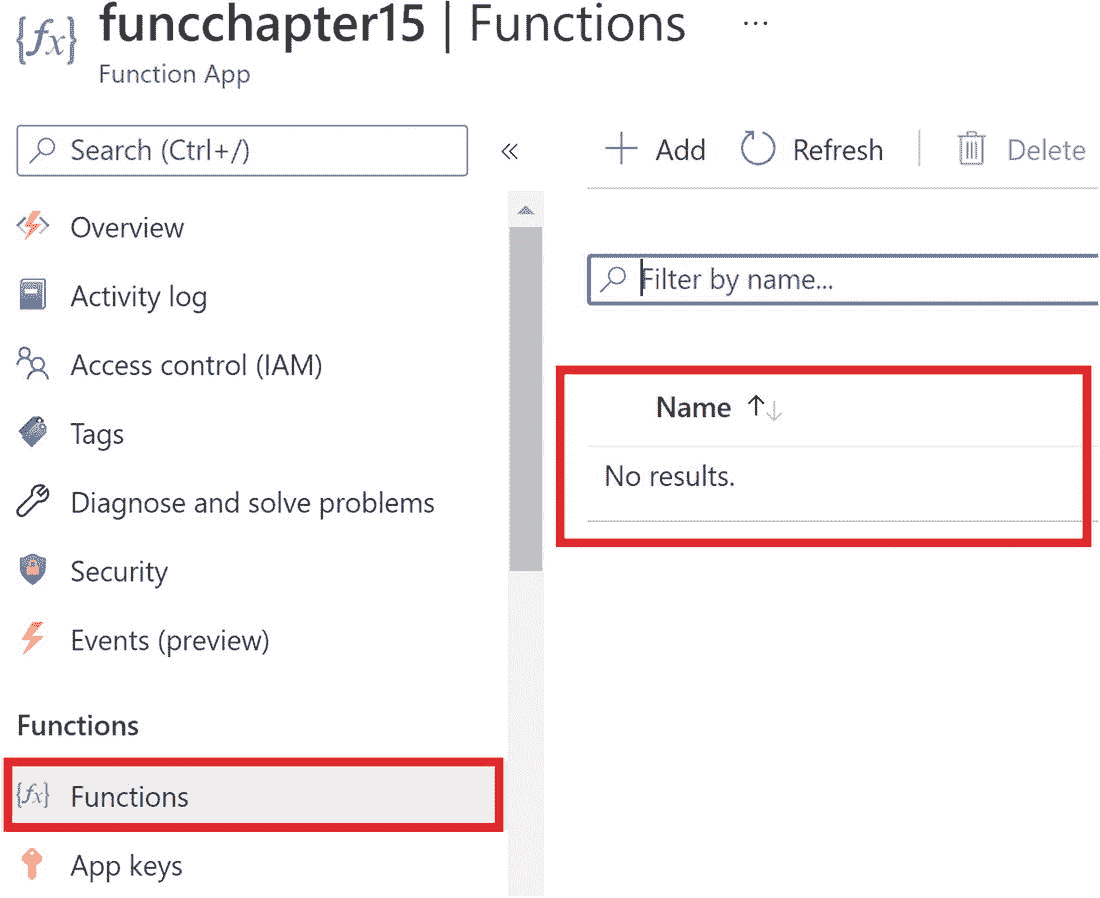 {fx} funcchapter15 | Functions ...
Function App
Search (Ctrl+/) «
Overview
Activity log
Access control (IAM)
Tags
Diagnose and solve problems
Security
Events (preview)
Functions
{fx} Functions
App keys
+ Add Refresh Delete
Filter by name...
Name ↑↓
No results.